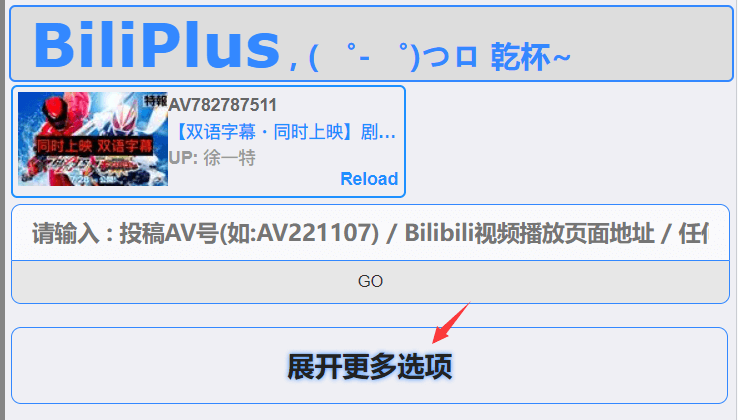 BiliPlus , ( ゜- ゜)つロ 乾杯~
特報
同时上映 双语字幕
7/28
AV782787511
【双语字幕・同时上映】剧...
UP: 徐一特
Reload
请输入 : 投稿AV号(如:AV221107) / Bilibili视频播放页面地址 / 任
GO
展开更多选项